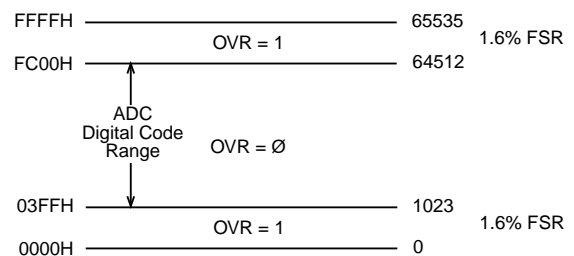 FFFFH 65535
OVR = 1 1.6% FSR
FC00H 64512
ADC
Digital Code
Range
OVR = Ø
03FFH 1023
OVR = 1 1.6% FSR
0000H 0